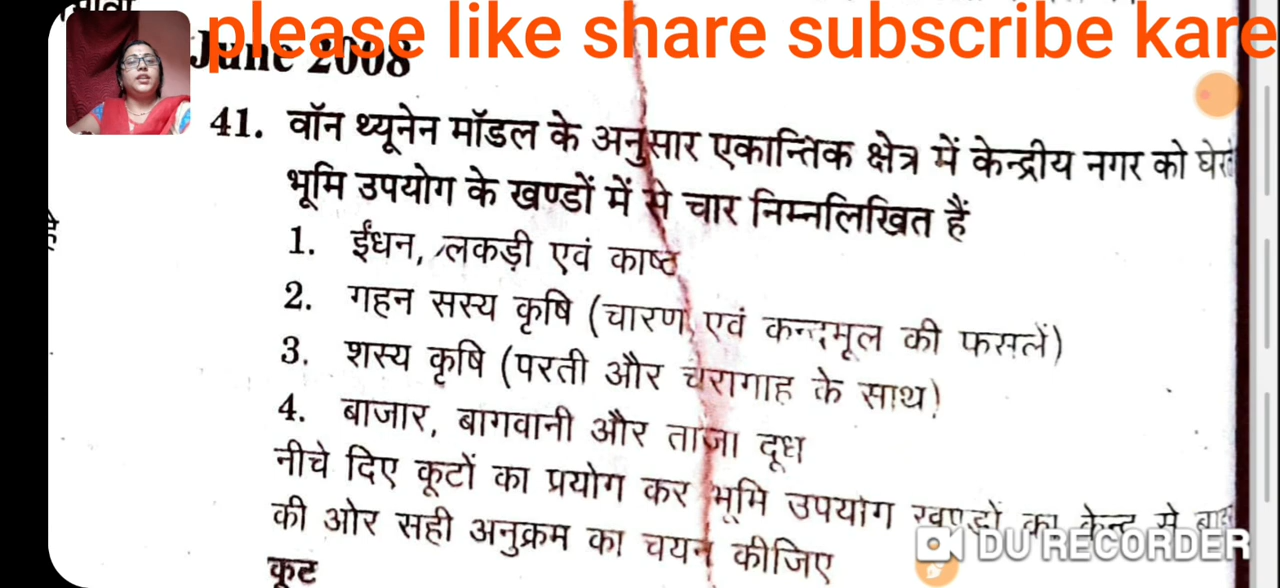 please like share subscribe kare
June 2008
41. वॉन थ्यूनेन मॉडल के अनुसार एकान्तिक क्षेत्र में केन्द्रीय नगर को
भूमि उपयोग के खण्डों में से चार निम्नलिखित हैं
1. ईंधन, लकड़ी एवं काष्ठ
2. गहन सस्य कृषि (चारण एवं कन्दमूल की फसलें)
3. शस्य कृषि (परती और चरागाह के साथ)
4. बाजार, बागवानी और ताजा दूध
नीचे दिए कूटों का प्रयोग कर भूमि उपयोग खण्डों का केन्द्र से
की ओर सही अनुक्रम का चयन कीजिए
कूट
DU RECORDER